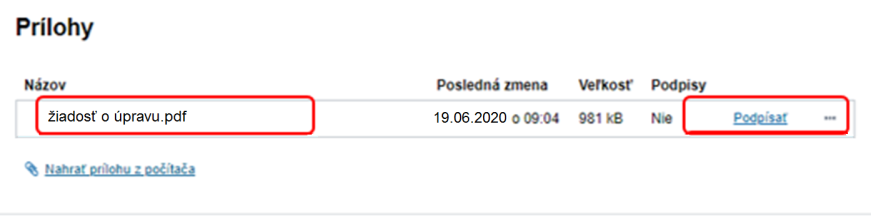 Prílohy
Názov Posledná zmena Veľkosť Podpisy
žiadosť o úpravu.pdf 19.06.2020 o 09:04 981 kB Nie Podpísať ···
Nahrať prílohu z počítača